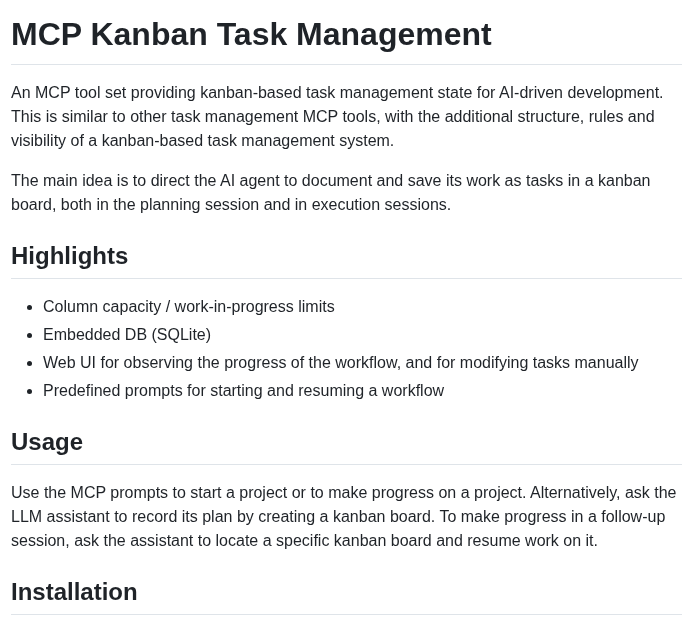 MCP Kanban Task Management
An MCP tool set providing kanban-based task management state for AI-driven development.
This is similar to other task management MCP tools, with the additional structure, rules and
visibility of a kanban-based task management system.
The main idea is to direct the AI agent to document and save its work as tasks in a kanban
board, both in the planning session and in execution sessions.
Highlights
• Column capacity / work-in-progress limits
• Embedded DB (SQLite)
• Web UI for observing the progress of the workflow, and for modifying tasks manually
• Predefined prompts for starting and resuming a workflow
Usage
Use the MCP prompts to start a project or to make progress on a project. Alternatively, ask the
LLM assistant to record its plan by creating a kanban board. To make progress in a follow-up
session, ask the assistant to locate a specific kanban board and resume work on it.
Installation